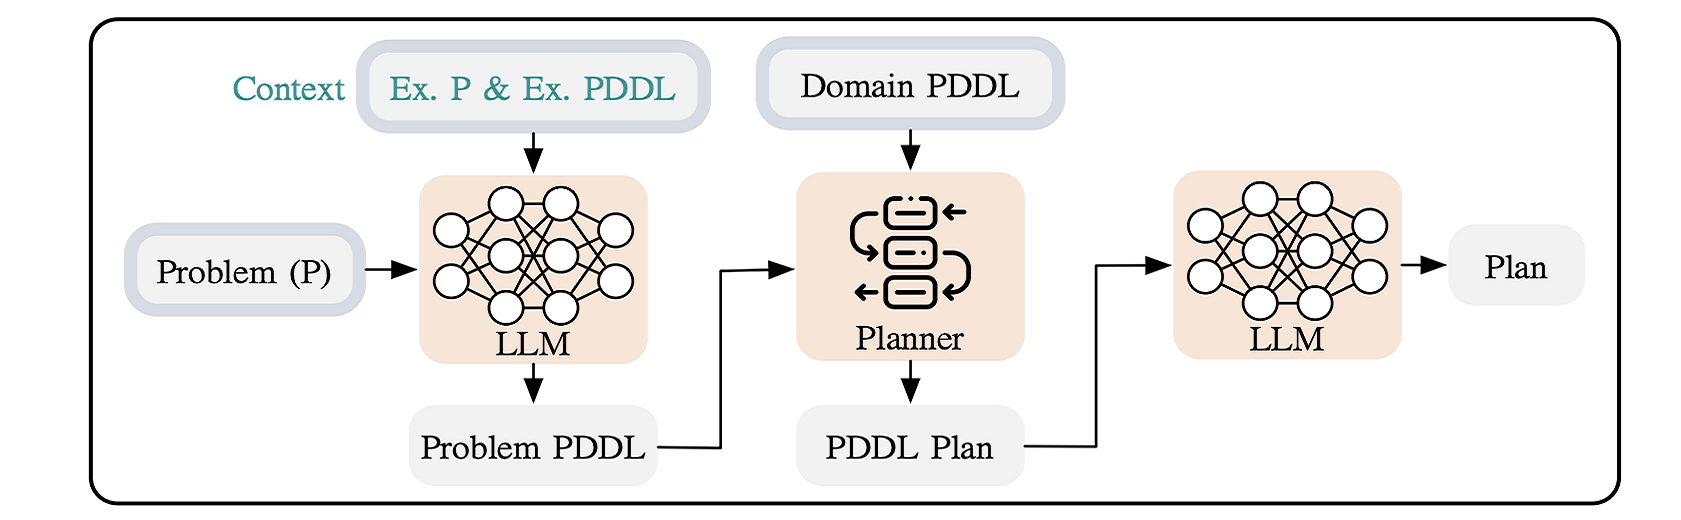 Context
Ex. P & Ex. PDDL
Domain PDDL
Problem (P)
LLM
Planner
LLM
Plan
Problem PDDL
PDDL Plan